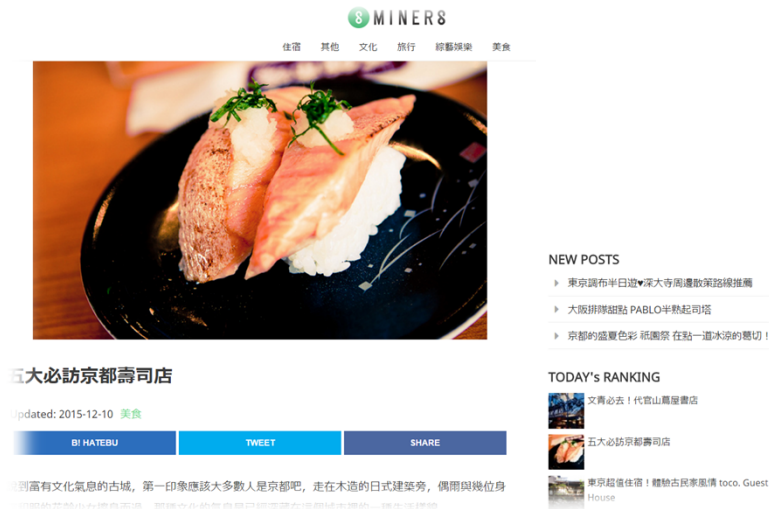 8 MINER8
住宿 其他 文化 旅行 綜藝娛樂 美食
五大必訪京都壽司店
Updated: 2015-12-10 美食
B! HATEBU TWEET SHARE
到富有文化氣息的古城，第一印象應該大多數人是京都吧，走在木造的日式建築旁，偶爾與幾位身
NEW POSTS
東京調布半日遊♥深大寺周邊散策路線推薦
大阪排隊甜點 PABLO半熟起司塔
京都的盛夏色彩 祇園祭 在點一道冰涼的葛切！
TODAY's RANKING
文青必去！代官山蔦屋書店
五大必訪京都壽司店
東京超值住宿！體驗古民家風情 toco. Guest
House